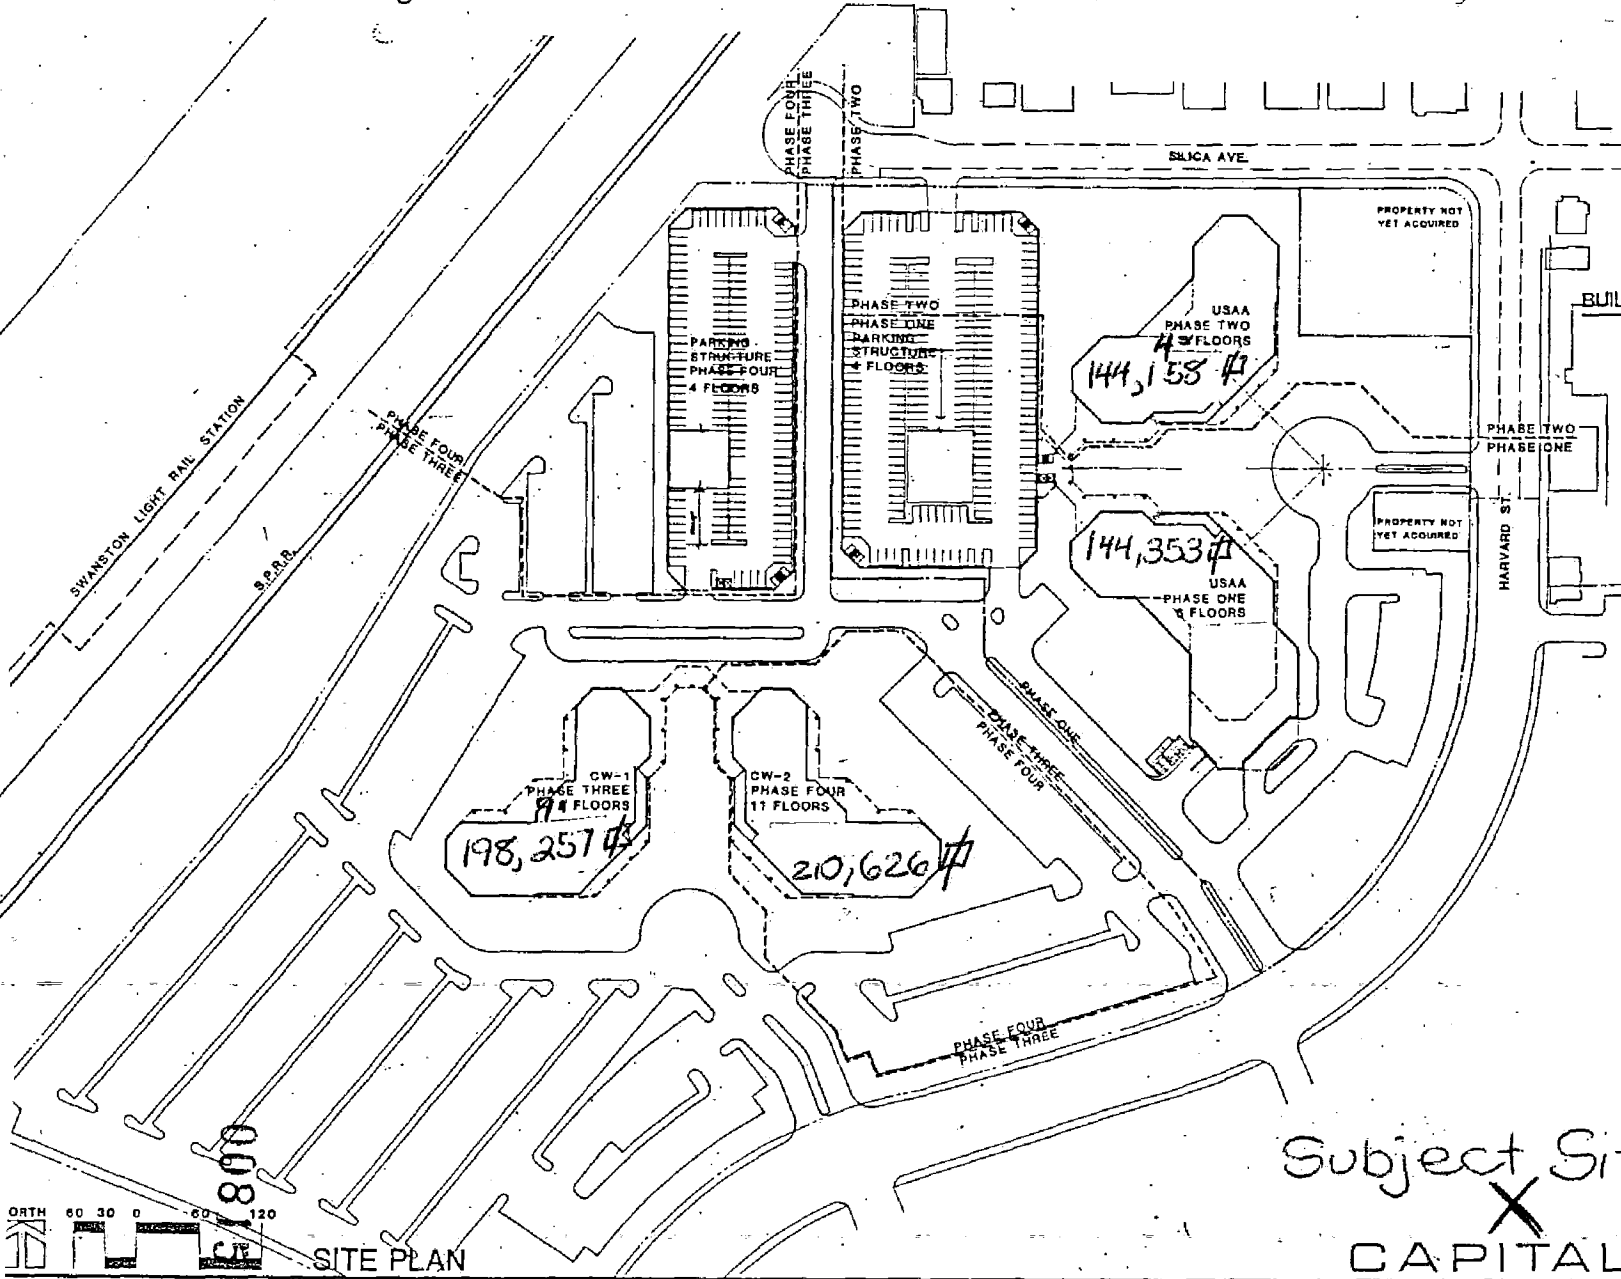 PHASE FOUR
PHASE THREE
PHASE TWO
SILICA AVE.
PROPERTY NOT
YET ACQUIRED
BUIL
PHASE TWO
PHASE ONE
PARKING
STRUCTURE
4 FLOORS
PARKING
STRUCTURE
PHASE FOUR
4 FLOORS
USAA
PHASE TWO
4 FLOORS
144,158
PHASE FOUR
PHASE THREE
SWANSTON LIGHT RAIL STATION
S.P.R.R.
PHASE TWO
PHASE ONE
HARVARD ST.
PROPERTY NOT
YET ACQUIRED
144,353
USAA
PHASE ONE
FLOORS
PHASE ONE
PHASE THREE
PHASE FOUR
CW-1
PHASE THREE
9 FLOORS
198,257
CW-2
PHASE FOUR
11 FLOORS
210,626
PHASE FOUR
PHASE THREE
Subject Si
X
CAPITAL
ORTH 60 30 0 60 120
SITE PLAN